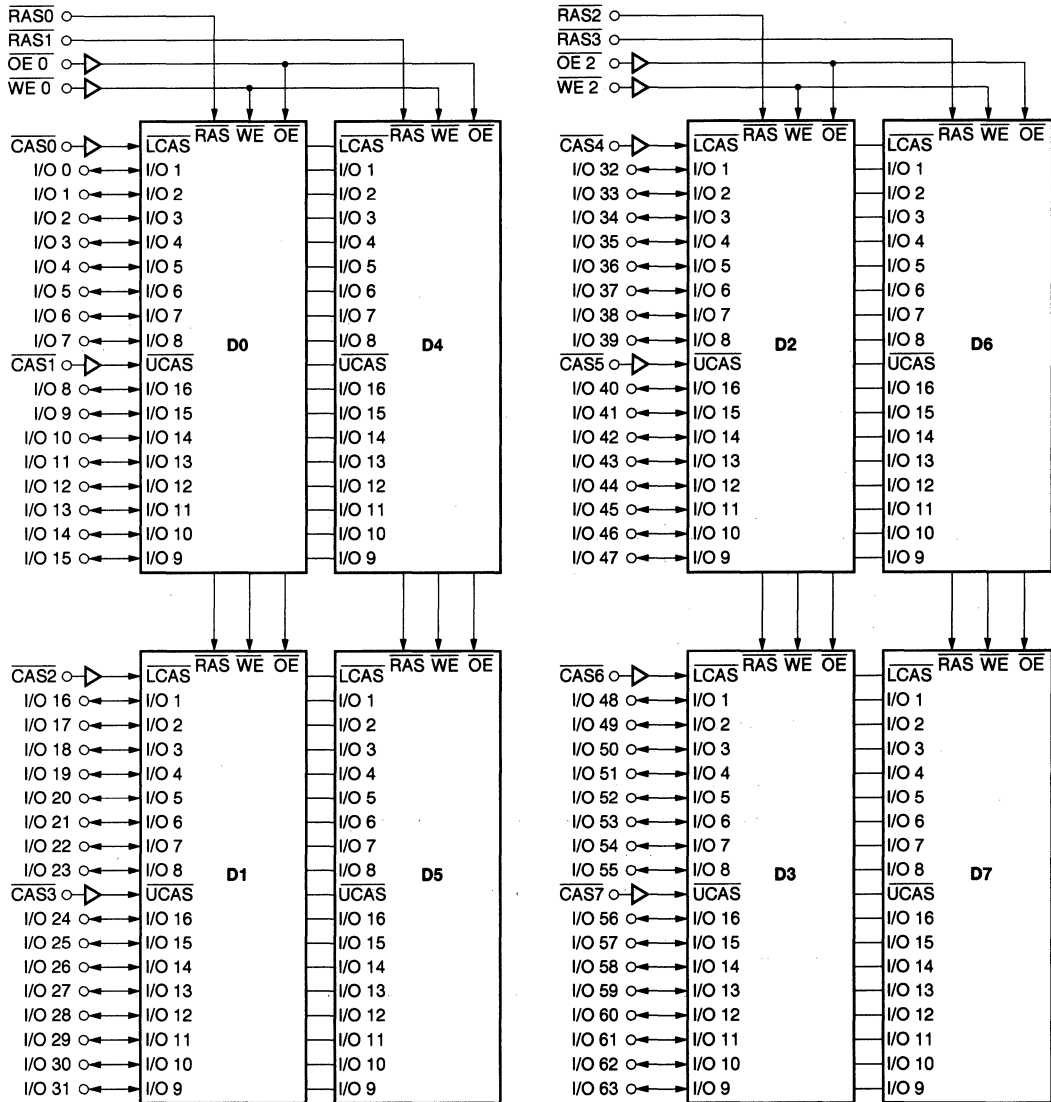 RAS0
RAS1
OE 0
WE 0
RAS WE OE RAS WE OE
CAS0 LCAS LCAS
I/O 0 I/O 1 I/O 1
I/O 1 I/O 2 I/O 2
I/O 2 I/O 3 I/O 3
I/O 3 I/O 4 I/O 4
I/O 4 I/O 5 I/O 5
I/O 5 I/O 6 I/O 6
I/O 6 I/O 7 I/O 7
I/O 7 I/O 8 D0 I/O 8 D4
CAS1 UCAS UCAS
I/O 8 I/O 16 I/O 16
I/O 9 I/O 15 I/O 15
I/O 10 I/O 14 I/O 14
I/O 11 I/O 13 I/O 13
I/O 12 I/O 12 I/O 12
I/O 13 I/O 11 I/O 11
I/O 14 I/O 10 I/O 10
I/O 15 I/O 9 I/O 9
RAS WE OE RAS WE OE
CAS2 LCAS LCAS
I/O 16 I/O 1 I/O 1
I/O 17 I/O 2 I/O 2
I/O 18 I/O 3 I/O 3
I/O 19 I/O 4 I/O 4
I/O 20 I/O 5 I/O 5
I/O 21 I/O 6 I/O 6
I/O 22 I/O 7 I/O 7
I/O 23 I/O 8 D1 I/O 8 D5
CAS3 UCAS UCAS
I/O 24 I/O 16 I/O 16
I/O 25 I/O 15 I/O 15
I/O 26 I/O 14 I/O 14
I/O 27 I/O 13 I/O 13
I/O 28 I/O 12 I/O 12
I/O 29 I/O 11 I/O 11
I/O 30 I/O 10 I/O 10
I/O 31 I/O 9 I/O 9
RAS2
RAS3
OE 2
WE 2
RAS WE OE RAS WE OE
CAS4 LCAS LCAS
I/O 32 I/O 1 I/O 1
I/O 33 I/O 2 I/O 2
I/O 34 I/O 3 I/O 3
I/O 35 I/O 4 I/O 4
I/O 36 I/O 5 I/O 5
I/O 37 I/O 6 I/O 6
I/O 38 I/O 7 I/O 7
I/O 39 I/O 8 D2 I/O 8 D6
CAS5 UCAS UCAS
I/O 40 I/O 16 I/O 16
I/O 41 I/O 15 I/O 15
I/O 42 I/O 14 I/O 14
I/O 43 I/O 13 I/O 13
I/O 44 I/O 12 I/O 12
I/O 45 I/O 11 I/O 11
I/O 46 I/O 10 I/O 10
I/O 47 I/O 9 I/O 9
RAS WE OE RAS WE OE
CAS6 LCAS LCAS
I/O 48 I/O 1 I/O 1
I/O 49 I/O 2 I/O 2
I/O 50 I/O 3 I/O 3
I/O 51 I/O 4 I/O 4
I/O 52 I/O 5 I/O 5
I/O 53 I/O 6 I/O 6
I/O 54 I/O 7 I/O 7
I/O 55 I/O 8 D3 I/O 8 D7
CAS7 UCAS UCAS
I/O 56 I/O 16 I/O 16
I/O 57 I/O 15 I/O 15
I/O 58 I/O 14 I/O 14
I/O 59 I/O 13 I/O 13
I/O 60 I/O 12 I/O 12
I/O 61 I/O 11 I/O 11
I/O 62 I/O 10 I/O 10
I/O 63 I/O 9 I/O 9